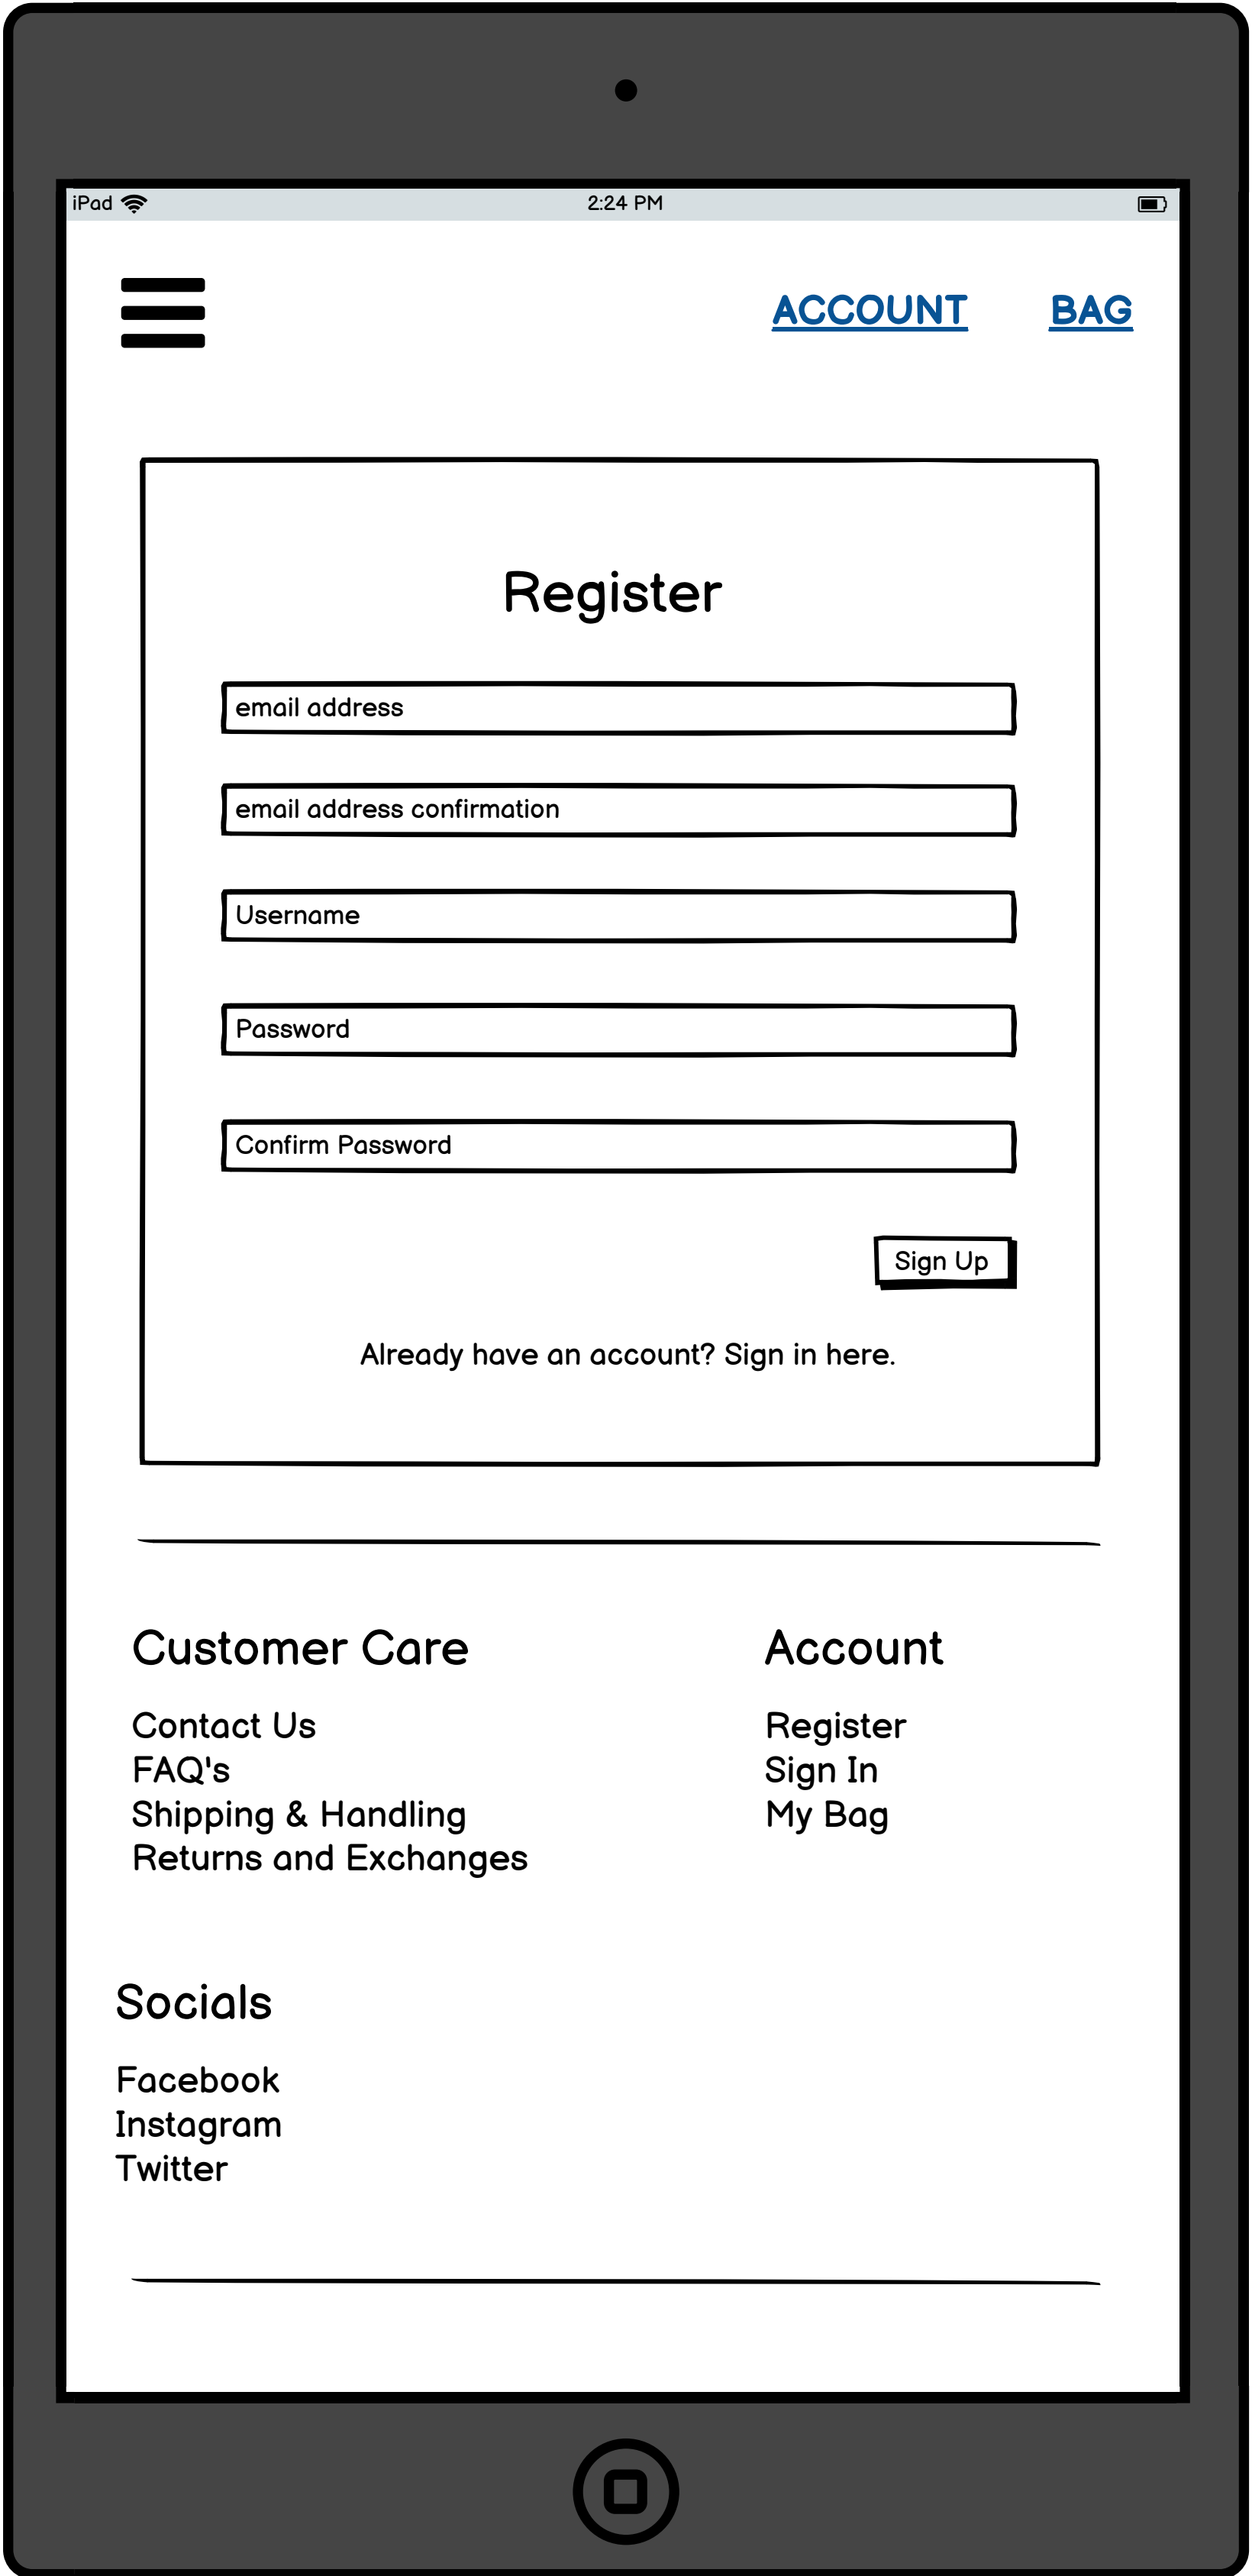 iPad 2:24 PM
ACCOUNT BAG
Register
email address
email address confirmation
Username
Password
Confirm Password
Sign Up
Already have an account? Sign in here.
Customer Care
Contact Us
FAQ's
Shipping & Handling
Returns and Exchanges
Account
Register
Sign In
My Bag
Socials
Facebook
Instagram
Twitter